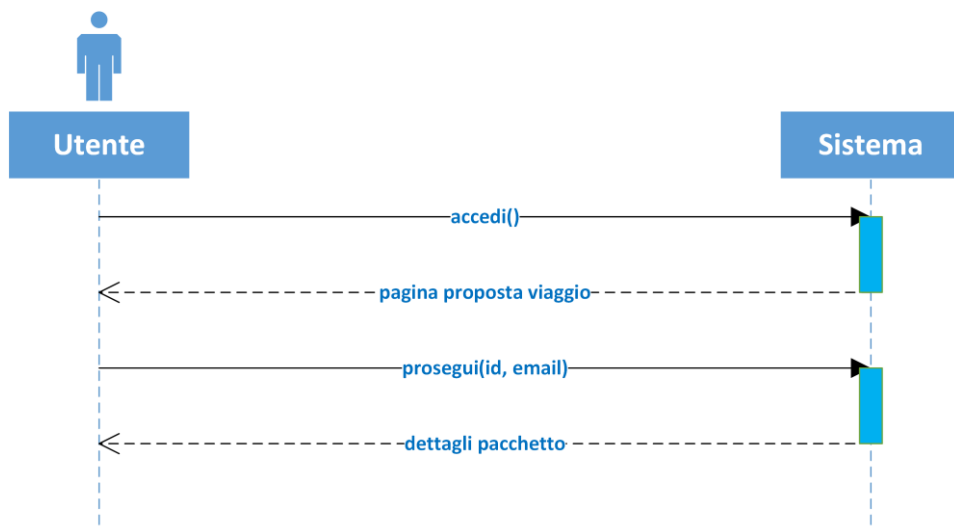 Utente
Sistema
accedi()
pagina proposta viaggio
prosegui(id, email)
dettagli pacchetto